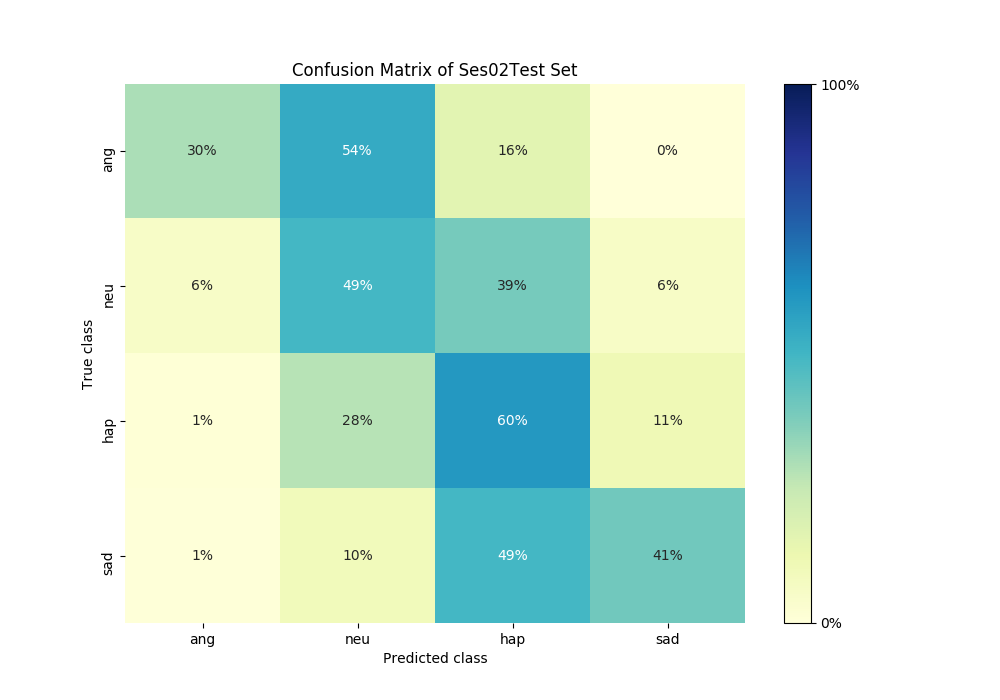 Confusion Matrix of Ses02Test Set
100%
ang
30% 54% 16% 0%
neu
6% 49% 39% 6%
True class
hap
1% 28% 60% 11%
sad
1% 10% 49% 41%
0%
ang neu hap sad
Predicted class